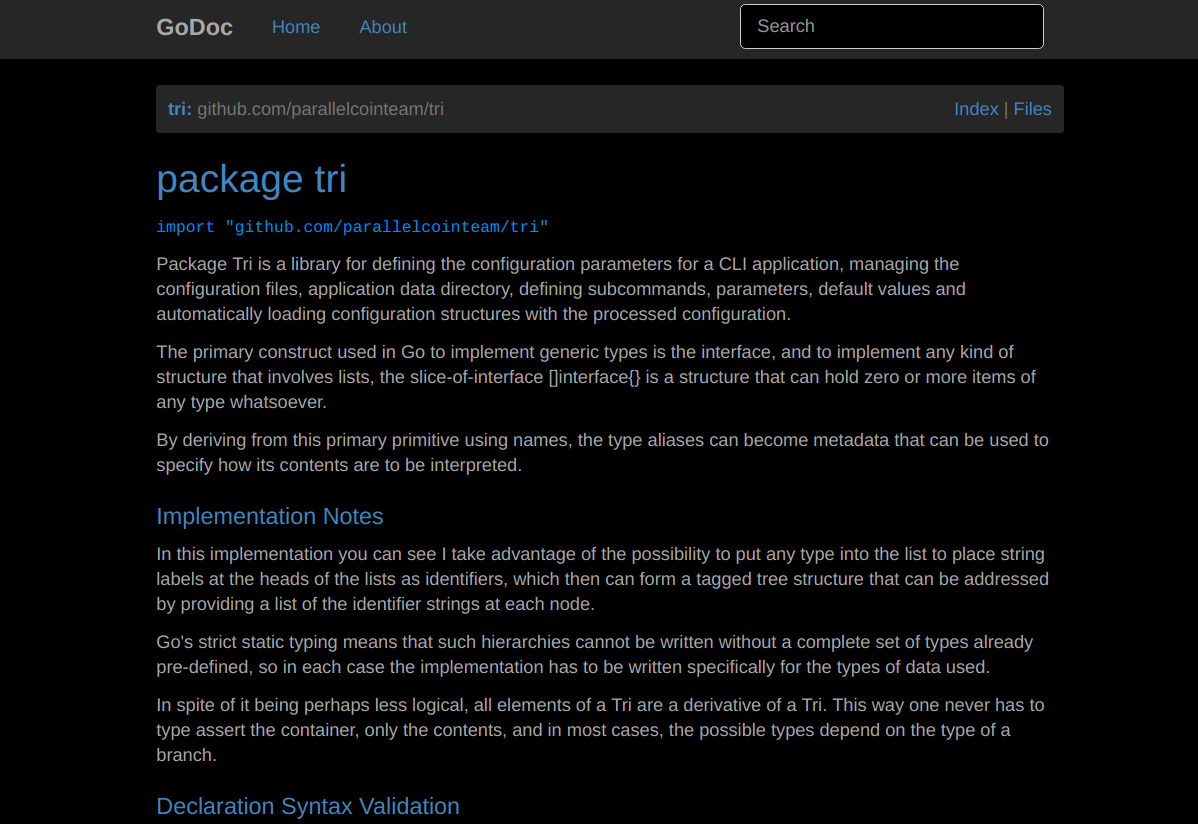 GoDoc Home About Search
tri: github.com/parallelcointeam/tri Index | Files
package tri
import "github.com/parallelcointeam/tri"
Package Tri is a library for defining the configuration parameters for a CLI application, managing the
configuration files, application data directory, defining subcommands, parameters, default values and
automatically loading configuration structures with the processed configuration.
The primary construct used in Go to implement generic types is the interface, and to implement any kind of
structure that involves lists, the slice-of-interface []interface{} is a structure that can hold zero or more items of
any type whatsoever.
By deriving from this primary primitive using names, the type aliases can become metadata that can be used to
specify how its contents are to be interpreted.
Implementation Notes
In this implementation you can see I take advantage of the possibility to put any type into the list to place string
labels at the heads of the lists as identifiers, which then can form a tagged tree structure that can be addressed
by providing a list of the identifier strings at each node.
Go's strict static typing means that such hierarchies cannot be written without a complete set of types already
pre-defined, so in each case the implementation has to be written specifically for the types of data used.
In spite of it being perhaps less logical, all elements of a Tri are a derivative of a Tri. This way one never has to
type assert the container, only the contents, and in most cases, the possible types depend on the type of a
branch.
Declaration Syntax Validation